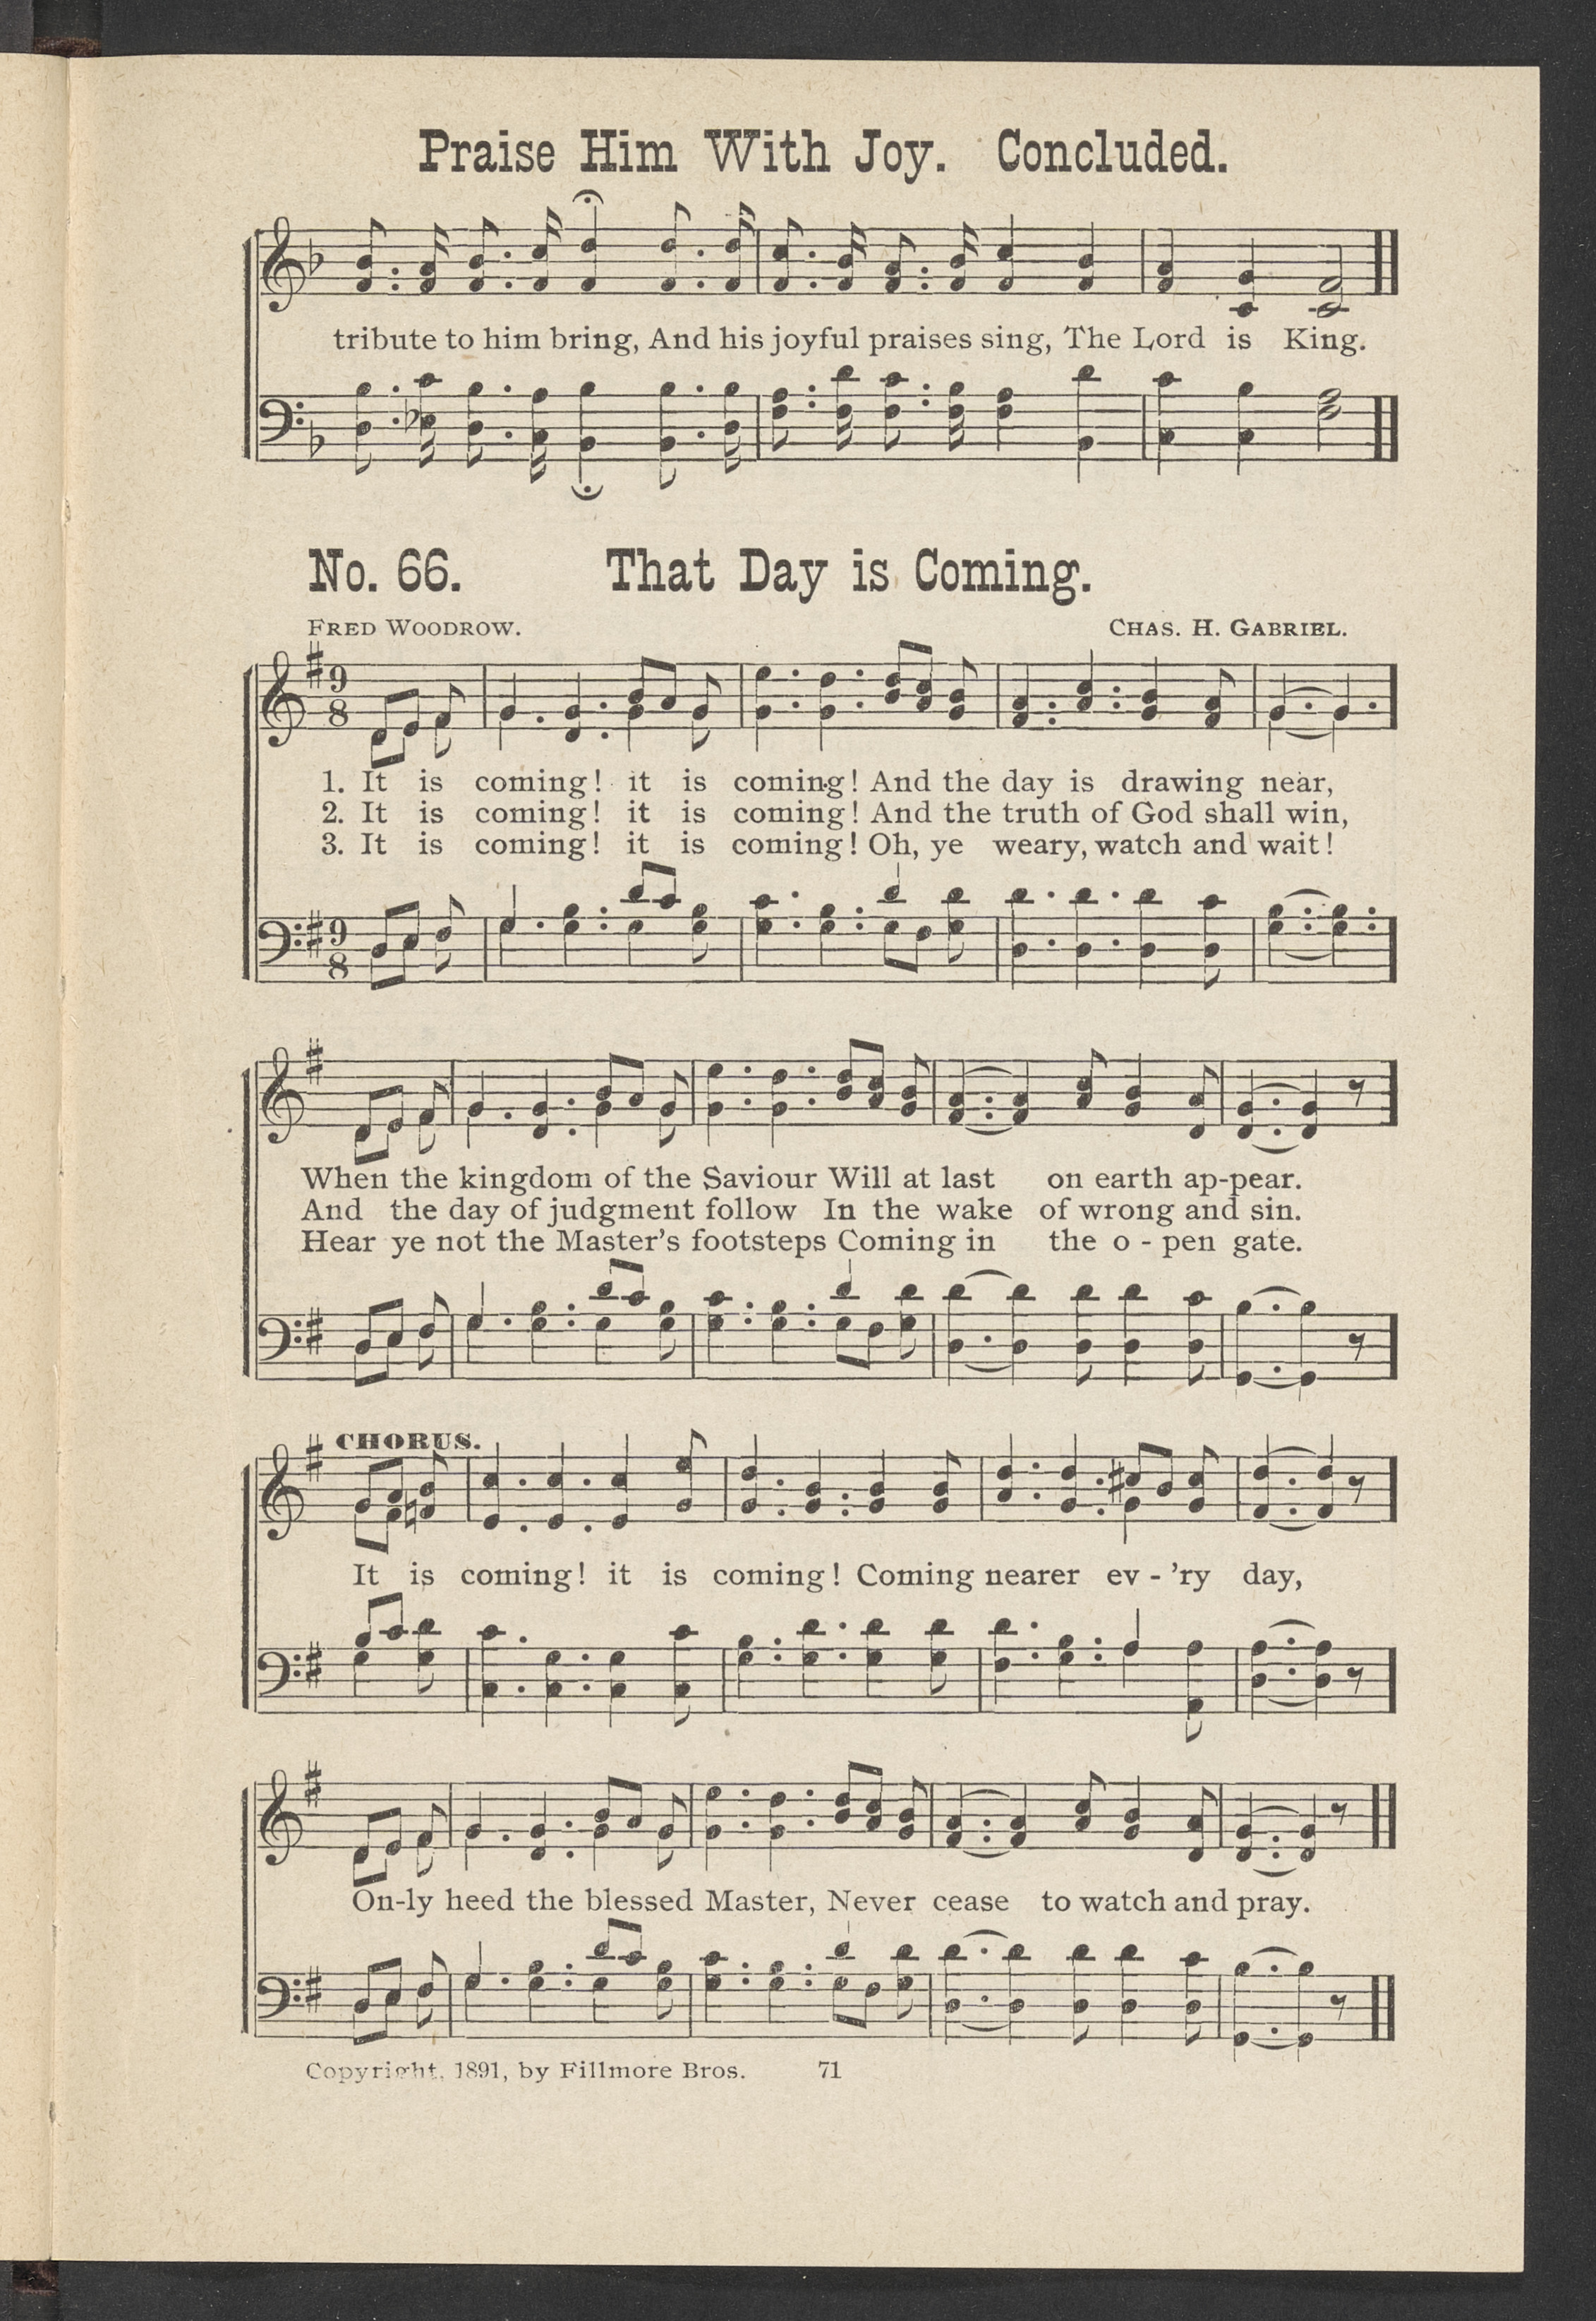 Praise Him With Joy. Concluded.
tribute to him bring, And his joyful praises sing, The Lord is King.
No. 66. That Day is Coming.
FRED WOODROW. CHAS. H. GABRIEL.
1. It is coming! it is coming! And the day is drawing near,
2. It is coming! it is coming! And the truth of God shall win,
3. It is coming! it is coming! Oh, ye weary, watch and wait!
When the kingdom of the Saviour Will at last on earth ap-pear.
And the day of judgment follow In the wake of wrong and sin.
Hear ye not the Master's footsteps Coming in the o - pen gate.
CHORUS.
It is coming! it is coming! Coming nearer ev - 'ry day,
On-ly heed the blessed Master, Never cease to watch and pray.
Copyright, 1891, by Fillmore Bros. 71